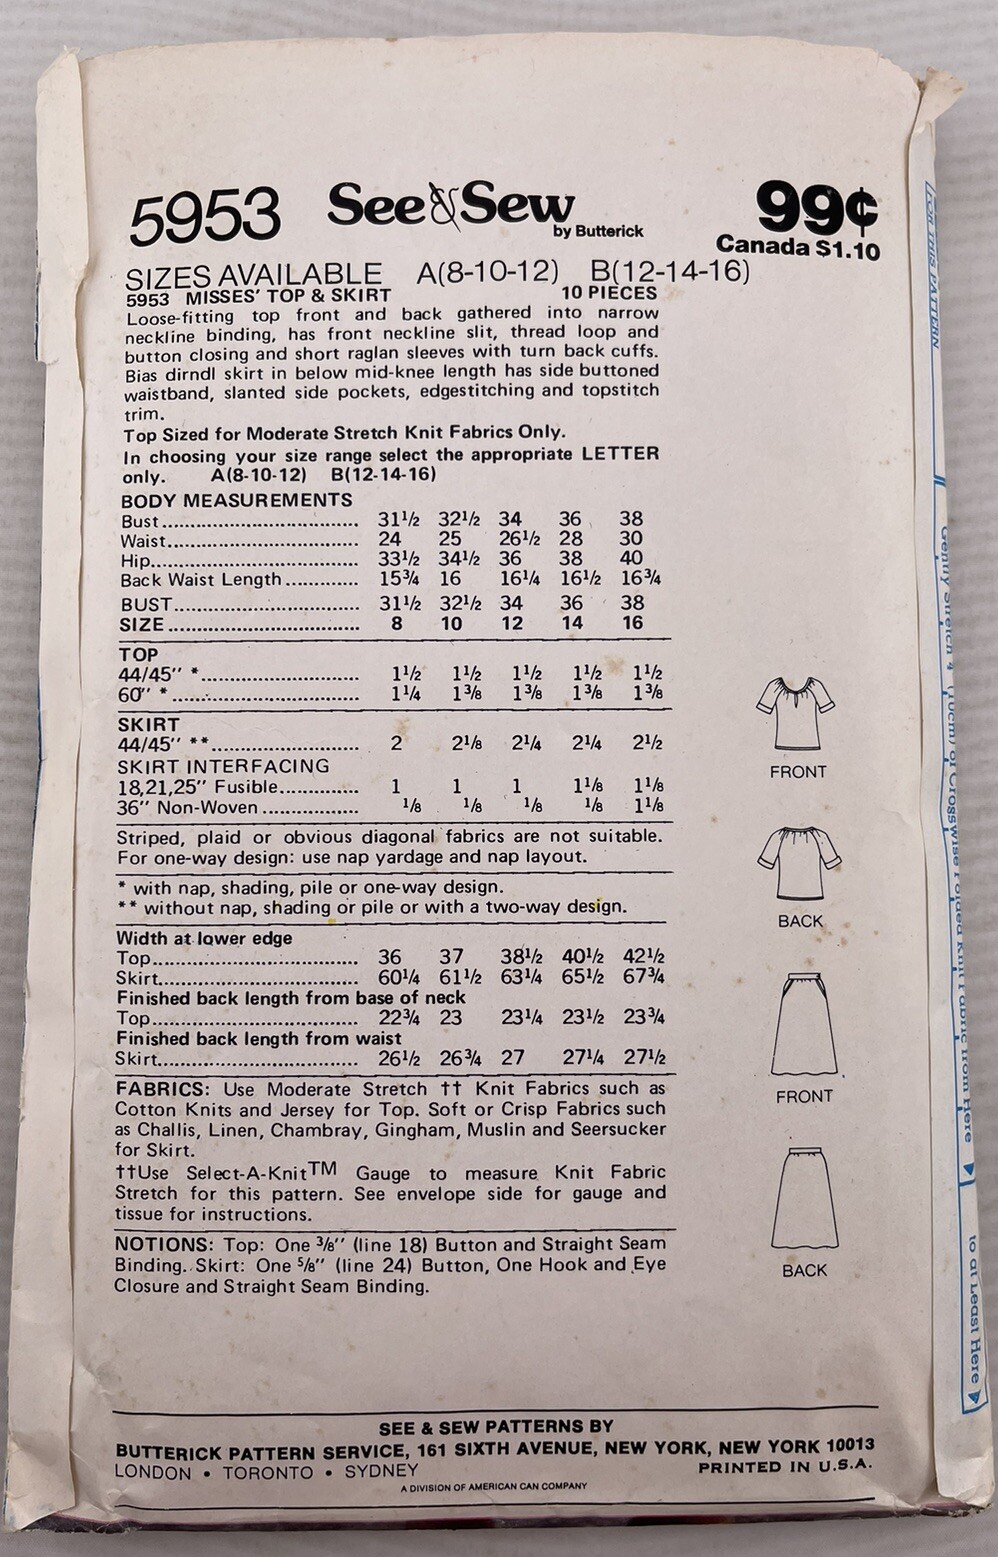 5953 See & Sew by Butterick 99¢
Canada $1.10
SIZES AVAILABLE A(8-10-12) B(12-14-16)
5953 MISSES' TOP & SKIRT 10 PIECES
Loose-fitting top front and back gathered into narrow
neckline binding, has front neckline slit, thread loop and
button closing and short raglan sleeves with turn back cuffs.
Bias dirndl skirt in below mid-knee length has side buttoned
waistband, slanted side pockets, edgestitching and topstitch
trim.
Top Sized for Moderate Stretch Knit Fabrics Only.
In choosing your size range select the appropriate LETTER
only. A(8-10-12) B(12-14-16)
BODY MEASUREMENTS
Bust 31½ 32½ 34 36 38
Waist 24 25 26½ 28 30
Hip 33½ 34½ 36 38 40
Back Waist Length 15¾ 16 16¼ 16½ 16¾
BUST 31½ 32½ 34 36 38
SIZE 8 10 12 14 16
TOP
44/45" * 1½ 1½ 1½ 1½ 1½
60" * 1¼ 1⅜ 1⅜ 1⅜ 1⅜
SKIRT
44/45" ** 2 2⅛ 2¼ 2¼ 2½
SKIRT INTERFACING
18,21,25" Fusible 1 1 1 1⅛ 1⅛
36" Non-Woven ⅛ ⅛ ⅛ ⅛ 1⅛
Striped, plaid or obvious diagonal fabrics are not suitable.
For one-way design: use nap yardage and nap layout.
* with nap, shading, pile or one-way design.
** without nap, shading or pile or with a two-way design.
Width at lower edge
Top 36 37 38½ 40½ 42½
Skirt 60¼ 61½ 63¼ 65½ 67¾
Finished back length from base of neck
Top 22¾ 23 23¼ 23½ 23¾
Finished back length from waist
Skirt 26½ 26¾ 27 27¼ 27½
FABRICS: Use Moderate Stretch †† Knit Fabrics such as
Cotton Knits and Jersey for Top. Soft or Crisp Fabrics such
as Challis, Linen, Chambray, Gingham, Muslin and Seersucker
for Skirt.
††Use Select-A-Knit™ Gauge to measure Knit Fabric
Stretch for this pattern. See envelope side for gauge and
tissue for instructions.
NOTIONS: Top: One ⅜'' (line 18) Button and Straight Seam
Binding. Skirt: One ⅝'' (line 24) Button, One Hook and Eye
Closure and Straight Seam Binding.
FRONT
BACK
FRONT
BACK
SEE & SEW PATTERNS BY
BUTTERICK PATTERN SERVICE, 161 SIXTH AVENUE, NEW YORK, NEW YORK 10013
LONDON • TORONTO • SYDNEY PRINTED IN U.S.A.
A DIVISION OF AMERICAN CAN COMPANY
FOR THIS PATTERN
Gently Stretch 4" (10cm) of Crosswise Folded Knit Fabric from Here
to at Least Here